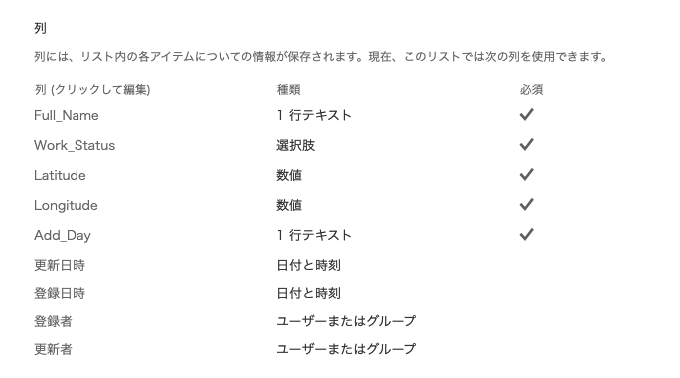 列
列には、リスト内の各アイテムについての情報が保存されます。現在、このリストでは次の列を使用できます。
列 (クリックして編集) 種類 必須
Full_Name 1 行テキスト ✔
Work_Status 選択肢 ✔
Latituce 数値 ✔
Longitude 数値 ✔
Add_Day 1 行テキスト ✔
更新日時 日付と時刻
登録日時 日付と時刻
登録者 ユーザーまたはグループ
更新者 ユーザーまたはグループ